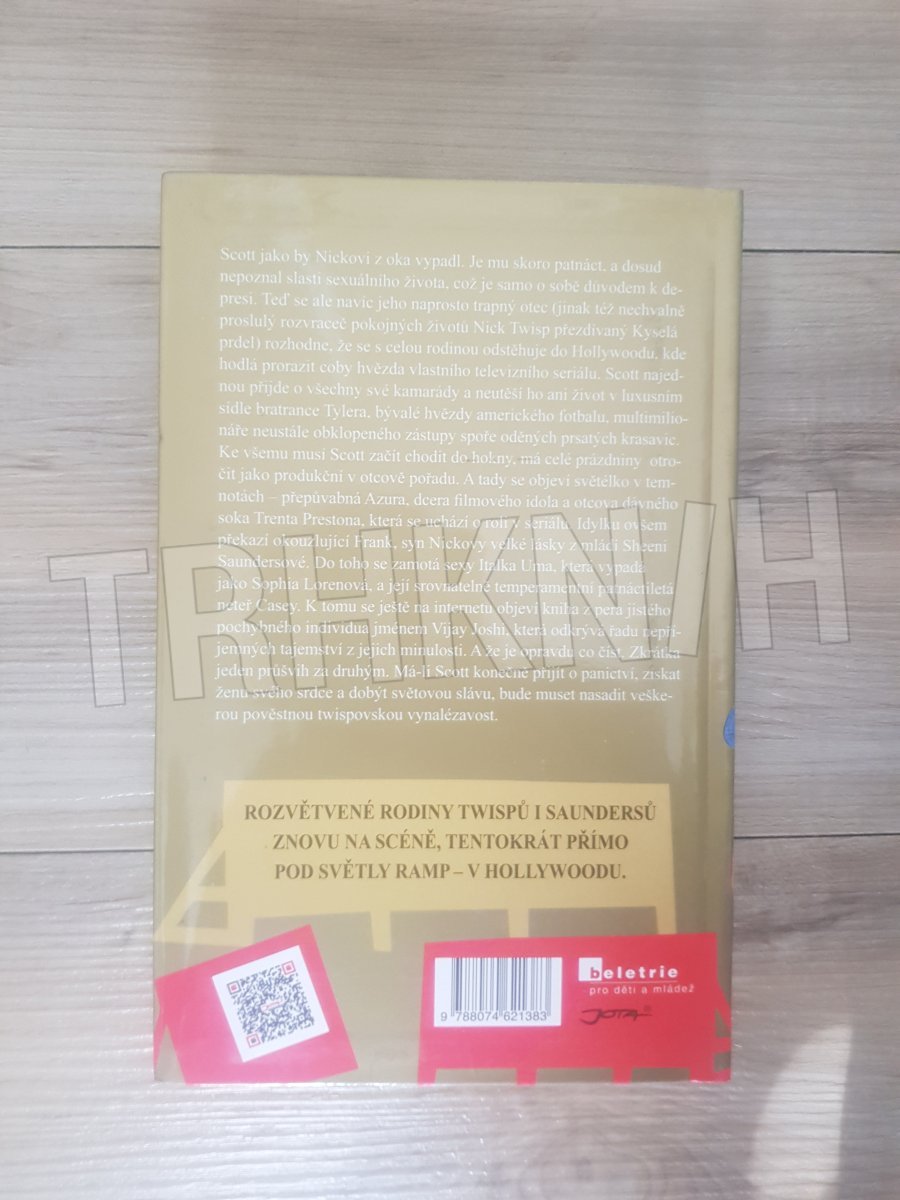 Scott jako by Nickovi z oka vypadl. Je mu skoro patnáct, a dosud
nepoznal slasti sexuálního života, což je samo o sobě důvodem k de-
presi. Teď se ale navíc jeho naprosto trapný otec (jinak též nechvalně
proslulý rozvraceč pokojných životů Nick Twisp přezdívaný Kyselá
prdel) rozhodne, že se s celou rodinou odstěhuje do Hollywoodu, kde
hodlá prorazit coby hvězda vlastního televizního seriálu. Scott najed-
nou přijde o všechny své kamarády a neutěší ho ani život v luxusním
sídle bratrance Tylera, bývalé hvězdy amerického fotbalu, multimilio-
náře neustále obklopeného zástupy spoře oděných prsatých krasavic.
Ke všemu musí Scott začít chodit do hokny, má celé prázdniny otro-
čit jako produkční v otcově pořadu. A tady se objeví světélko v tem-
notách – přepůvabná Azura, dcera filmového idola a otcova dávného
soka Trenta Prestona, která se uchází o roli v seriálu. Idylku ovšem
překazí okouzlující Frank, syn Nickovy velké lásky z mládí Sheeni
Saundersové. Do toho se zamotá sexy Italka Uma, která vypadá
jako Sophia Lorenová, a její srovnatelně temperamentní patnáctiletá
neteř Casey. K tomu se ještě na internetu objeví kniha z pera jistého
pochybného individua jménem Vijay Joshi, která odkrývá řadu nepří-
jemných tajemství z jejich minulosti. A že je opravdu co číst. Zkrátka
jeden průšvih za druhým. Má-li Scott konečně přijít o panictví, získat
ženu svého srdce a dobýt světovou slávu, bude muset nasadit veške-
rou pověstnou twispovskou vynalézavost.
TRHKNIH
ROZVĚTVENÉ RODINY TWISPŮ I SAUNDERSŮ
ZNOVU NA SCÉNĚ, TENTOKRÁT PŘÍMO
POD SVĚTLY RAMP – V HOLLYWOODU.
beletrie
pro děti a mládež
JOTA®
9 788074 621383